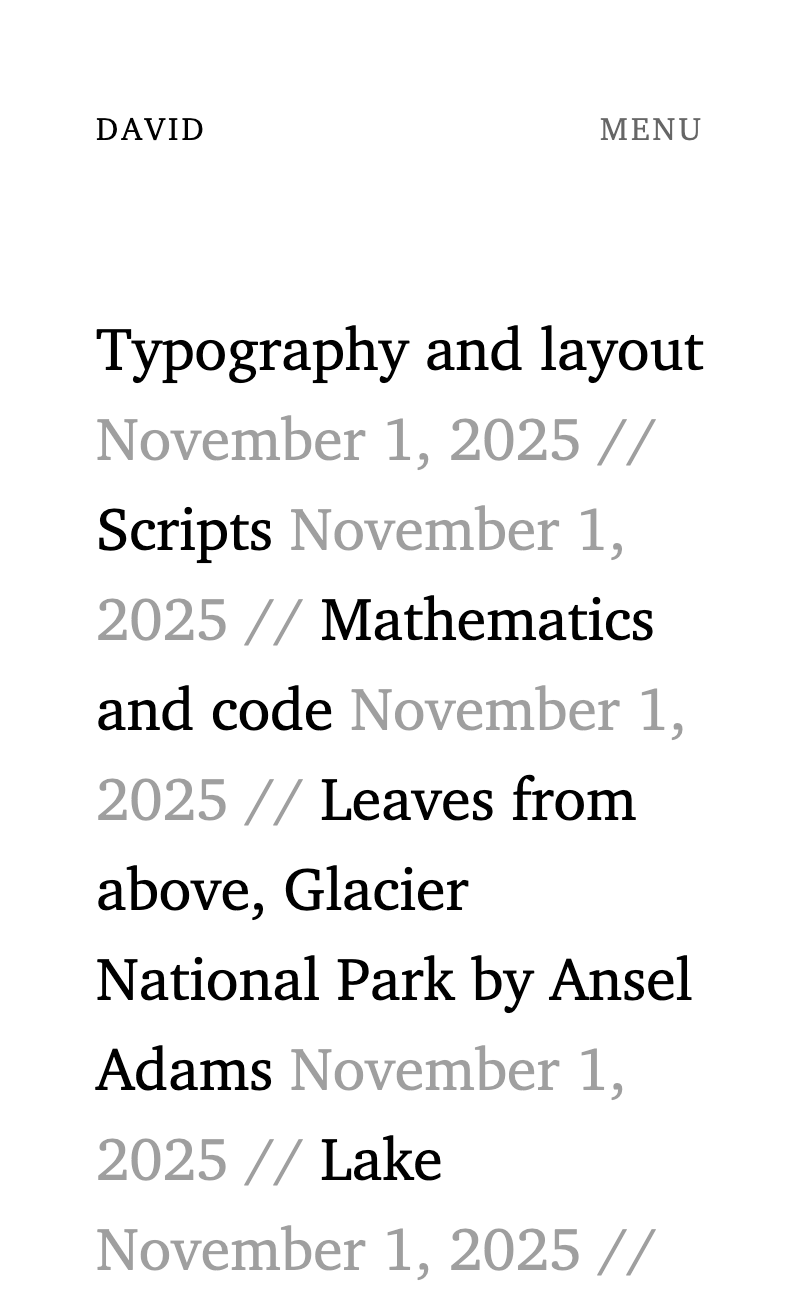 DAVID MENU
Typography and layout
November 1, 2025 //
Scripts November 1,
2025 // Mathematics
and code November 1,
2025 // Leaves from
above, Glacier
National Park by Ansel
Adams November 1,
2025 // Lake
November 1, 2025 //